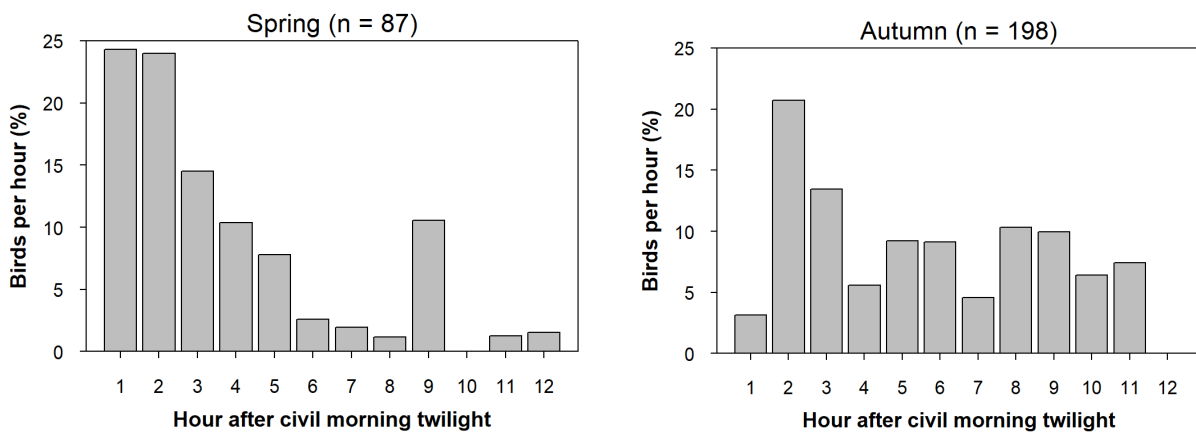 Spring (n = 87)
Birds per hour (%)
25
20
15
10
5
0
1 2 3 4 5 6 7 8 9 10 11 12
Hour after civil morning twilight
Autumn (n = 198)
Birds per hour (%)
25
20
15
10
5
0
1 2 3 4 5 6 7 8 9 10 11 12
Hour after civil morning twilight